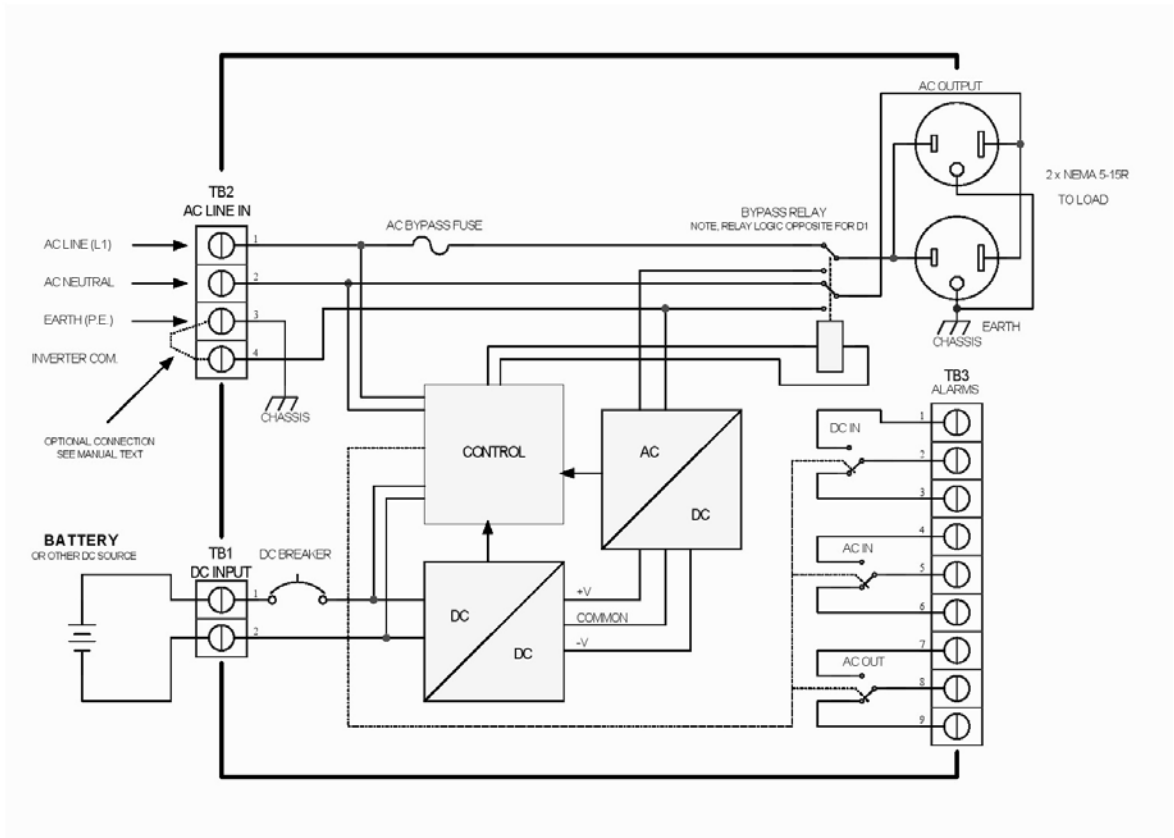 AC OUTPUT
2 x NEMA 5-15R
TO LOAD
TB2
AC LINE IN
AC BYPASS FUSE
BYPASS RELAY
NOTE, RELAY LOGIC OPPOSITE FOR D1
AC LINE (L1)
1
AC NEUTRAL
2
EARTH (P.E.)
3
INVERTER COM.
4
CHASSIS
EARTH
CHASSIS
OPTIONAL CONNECTION
SEE MANUAL TEXT
TB3
ALARMS
CONTROL
AC
DC
DC IN
1
2
3
AC IN
4
5
6
AC OUT
7
8
9
BATTERY
OR OTHER DC SOURCE
TB1
DC INPUT
DC BREAKER
1
2
DC
DC
+V
COMMON
-V